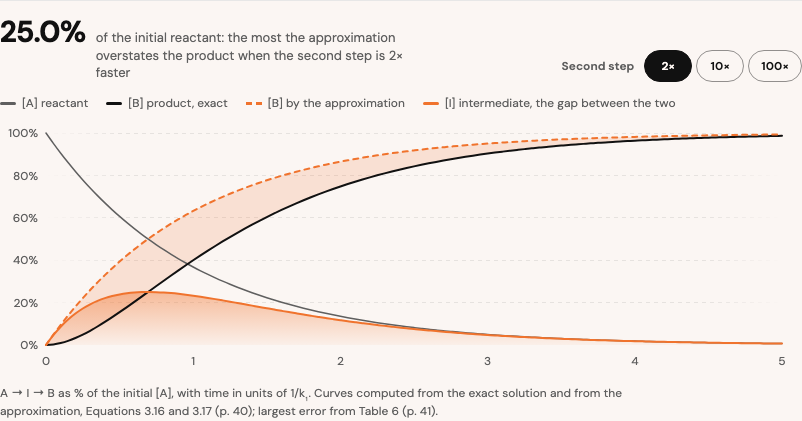 25.0% of the initial reactant: the most the approximation
overstates the product when the second step is 2×
faster
Second step 2× 10× 100×
[A] reactant [B] product, exact [B] by the approximation [I] intermediate, the gap between the two
100%
80%
60%
40%
20%
0%
0 1 2 3 4 5
A → I → B as % of the initial [A], with time in units of 1/k₁. Curves computed from the exact solution and from the
approximation, Equations 3.16 and 3.17 (p. 40); largest error from Table 6 (p. 41).